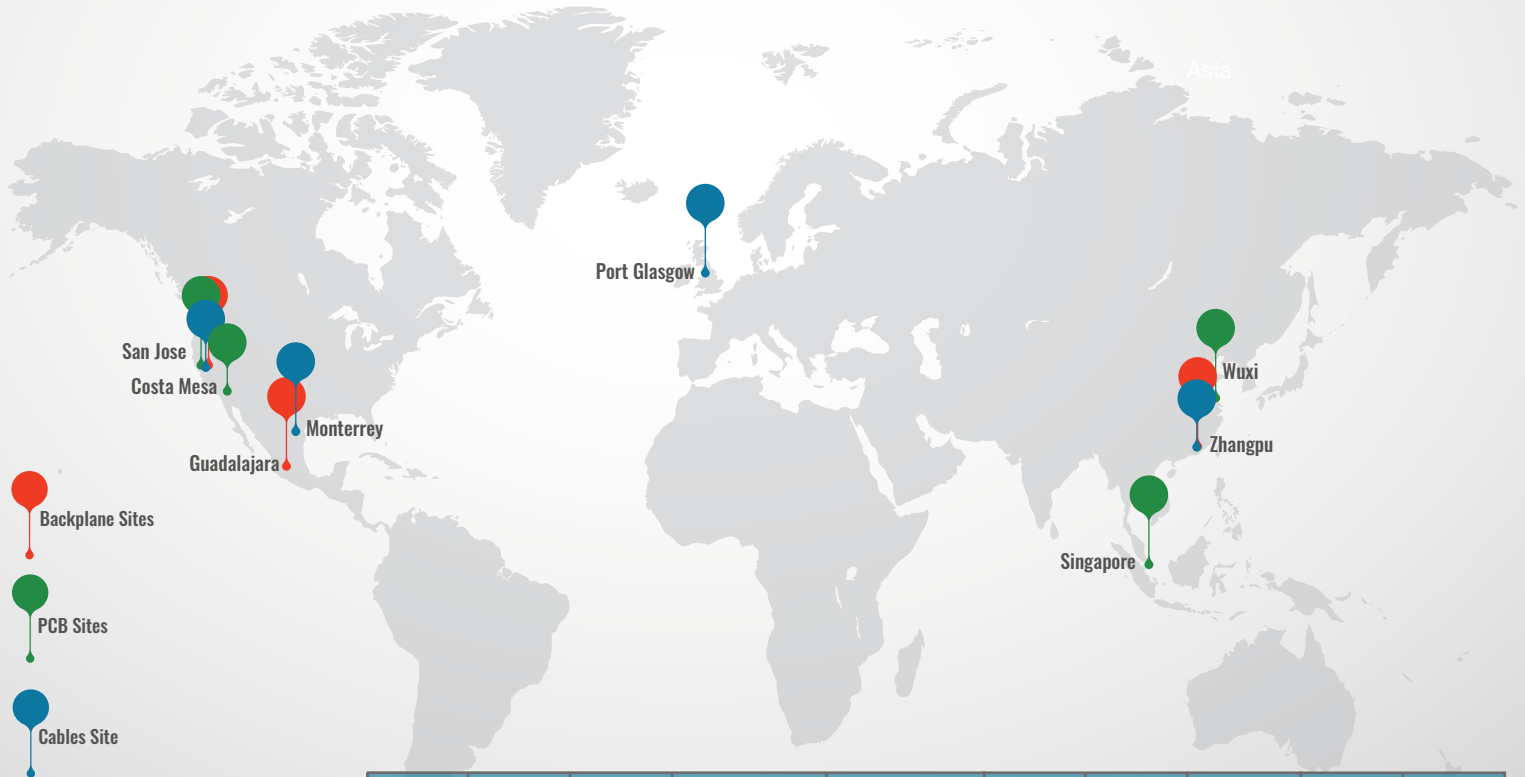 Asia
Port Glasgow
San Jose
Costa Mesa
Wuxi
Monterrey
Zhangpu
Guadalajara
Backplane Sites
Singapore
PCB Sites
Cables Site